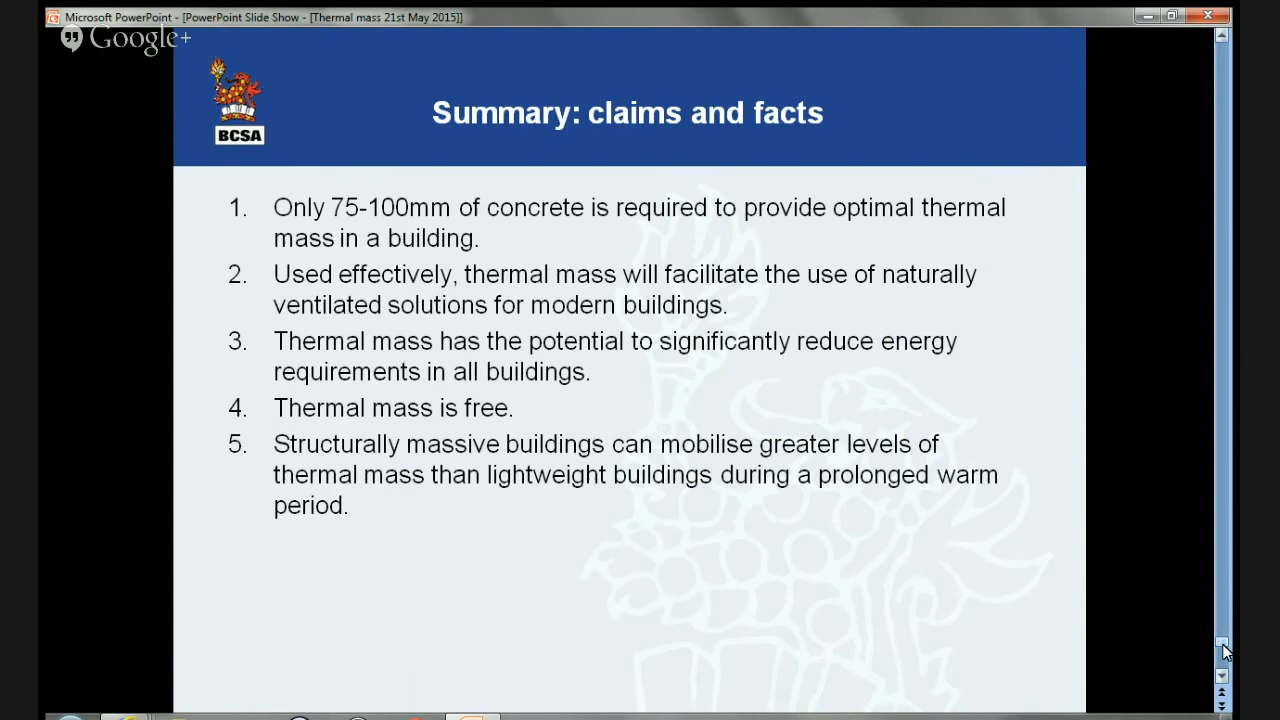 Microsoft PowerPoint - [PowerPoint Slide Show - [Thermal mass 21st May 2015]]
Google+
BCSA
Summary: claims and facts
1. Only 75-100mm of concrete is required to provide optimal thermal
mass in a building.
2. Used effectively, thermal mass will facilitate the use of naturally
ventilated solutions for modern buildings.
3. Thermal mass has the potential to significantly reduce energy
requirements in all buildings.
4. Thermal mass is free.
5. Structurally massive buildings can mobilise greater levels of
thermal mass than lightweight buildings during a prolonged warm
period.